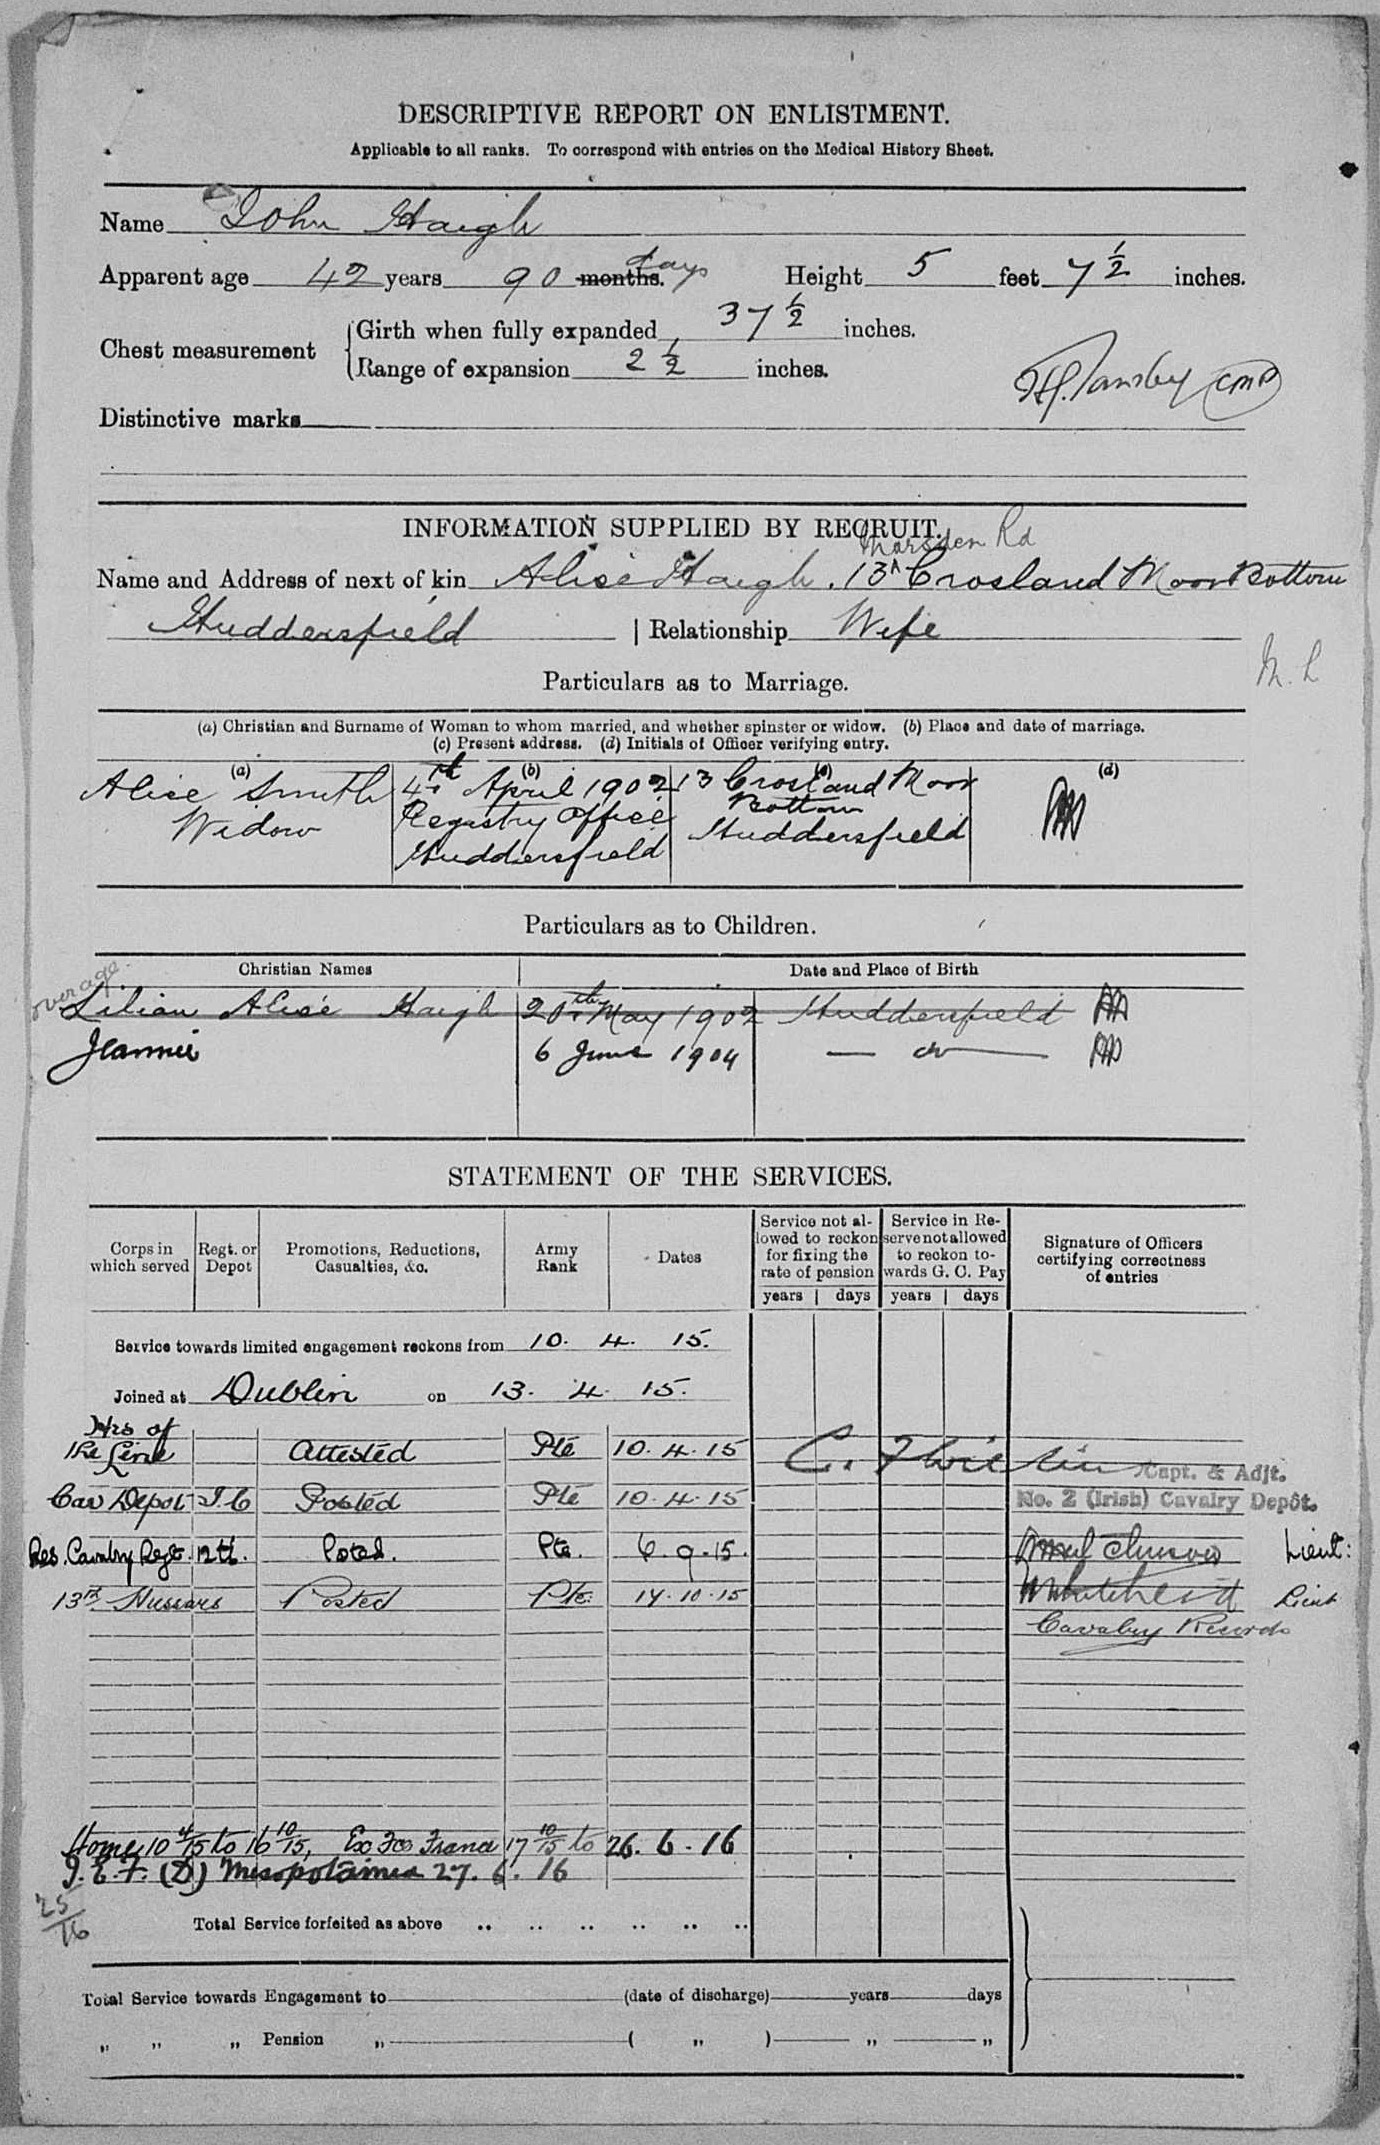 DESCRIPTIVE REPORT ON ENLISTMENT.
Applicable to all ranks. To correspond with entries on the Medical History Sheet.
Name John Haigh
Apparent age 42 years 90 months. days Height 5 feet 7 1/2 inches.
Chest measurement { Girth when fully expanded 37 1/2 inches.
Range of expansion 2 1/2 inches.
Distinctive marks
INFORMATION SUPPLIED BY RECRUIT.
Marsden Rd
Name and Address of next of kin Alice Haigh. 13 Crosland Moor Bottom
Huddersfield | Relationship Wife
M. L
Particulars as to Marriage.
(a) Christian and Surname of Woman to whom married, and whether spinster or widow. (b) Place and date of marriage.
(c) Present address. (d) Initials of Officer verifying entry.
(a) (b) (c) (d)
Alice Smith 4th April 1902 13 Crosland Moor
Widow Registry Office Bottom
Huddersfield Huddersfield
Particulars as to Children.
Christian Names Date and Place of Birth
overage.
Lilian Alice Haigh 20th May 1902 Huddersfield
Jeannie 6 June 1904 — do —
STATEMENT OF THE SERVICES.
Corps in which served Regt. or Depot Promotions, Reductions, Casualties, &c. Army Rank Dates Service not allowed to reckon for fixing the rate of pension Service in Reserve not allowed to reckon towards G. C. Pay Signature of Officers certifying correctness of entries
years | days years | days
Service towards limited engagement reckons from 10. 4. 15.
Joined at Dublin on 13. 4. 15.
Hrs of
the Line Attested Pte 10. 4. 15
Capt. & Adjt.
Cav Depot I.C Posted Pte 10. 4. 15 No. 2 (Irish) Cavalry Depôt.
Res. Cavalry Regt. 12th. Posted. Pte. 6. 9. 15. Lieut:
13th Hussars Posted Pte. 14. 10. 15 Lieut
Cavalry Records
Home 10 4/15 to 16 10/15, Ex Fce France 17 10/15 to 26. 6. 16
I.E.F. (D) Mesopotamia 27. 6. 16
25/16
Total Service forfeited as above .. .. .. .. .. ..
Total Service towards Engagement to (date of discharge) years days
„ „ „ Pension „ ( „ ) „ „